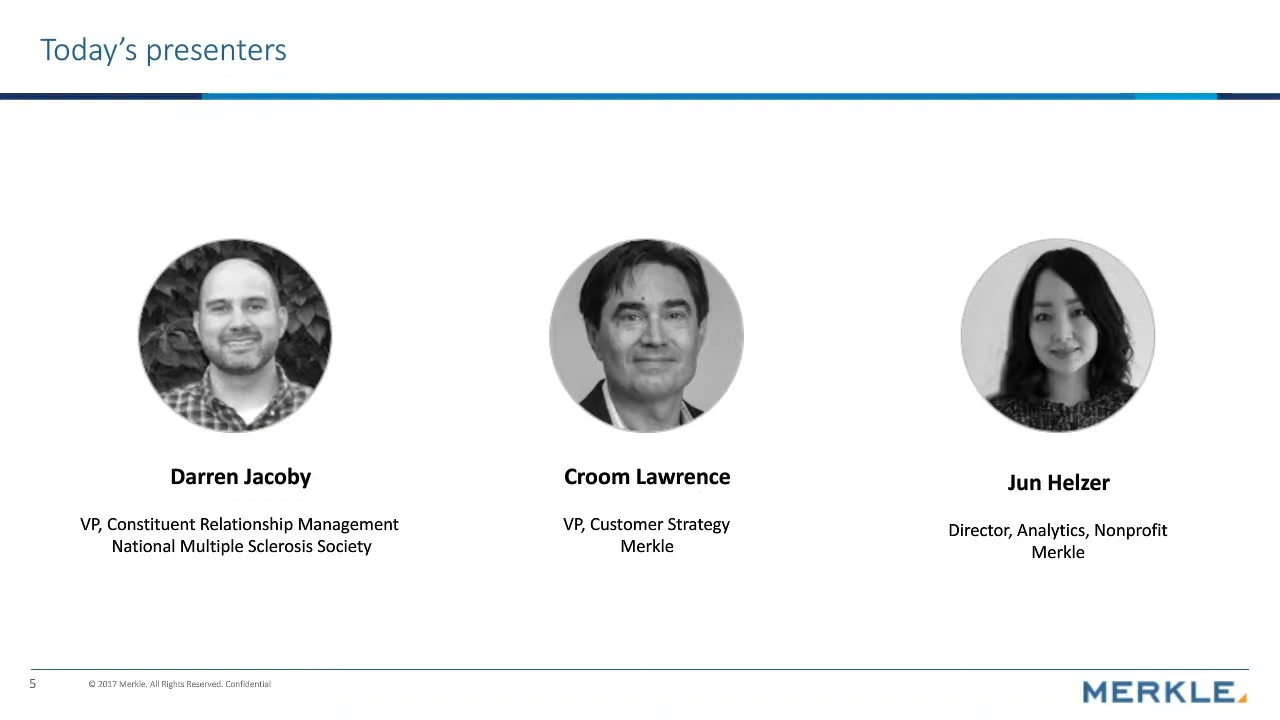 Today's presenters
Darren Jacoby
VP, Constituent Relationship Management
National Multiple Sclerosis Society
Croom Lawrence
VP, Customer Strategy
Merkle
Jun Helzer
Director, Analytics, Nonprofit
Merkle
5
© 2017 Merkle. All Rights Reserved. Confidential
MERKLE